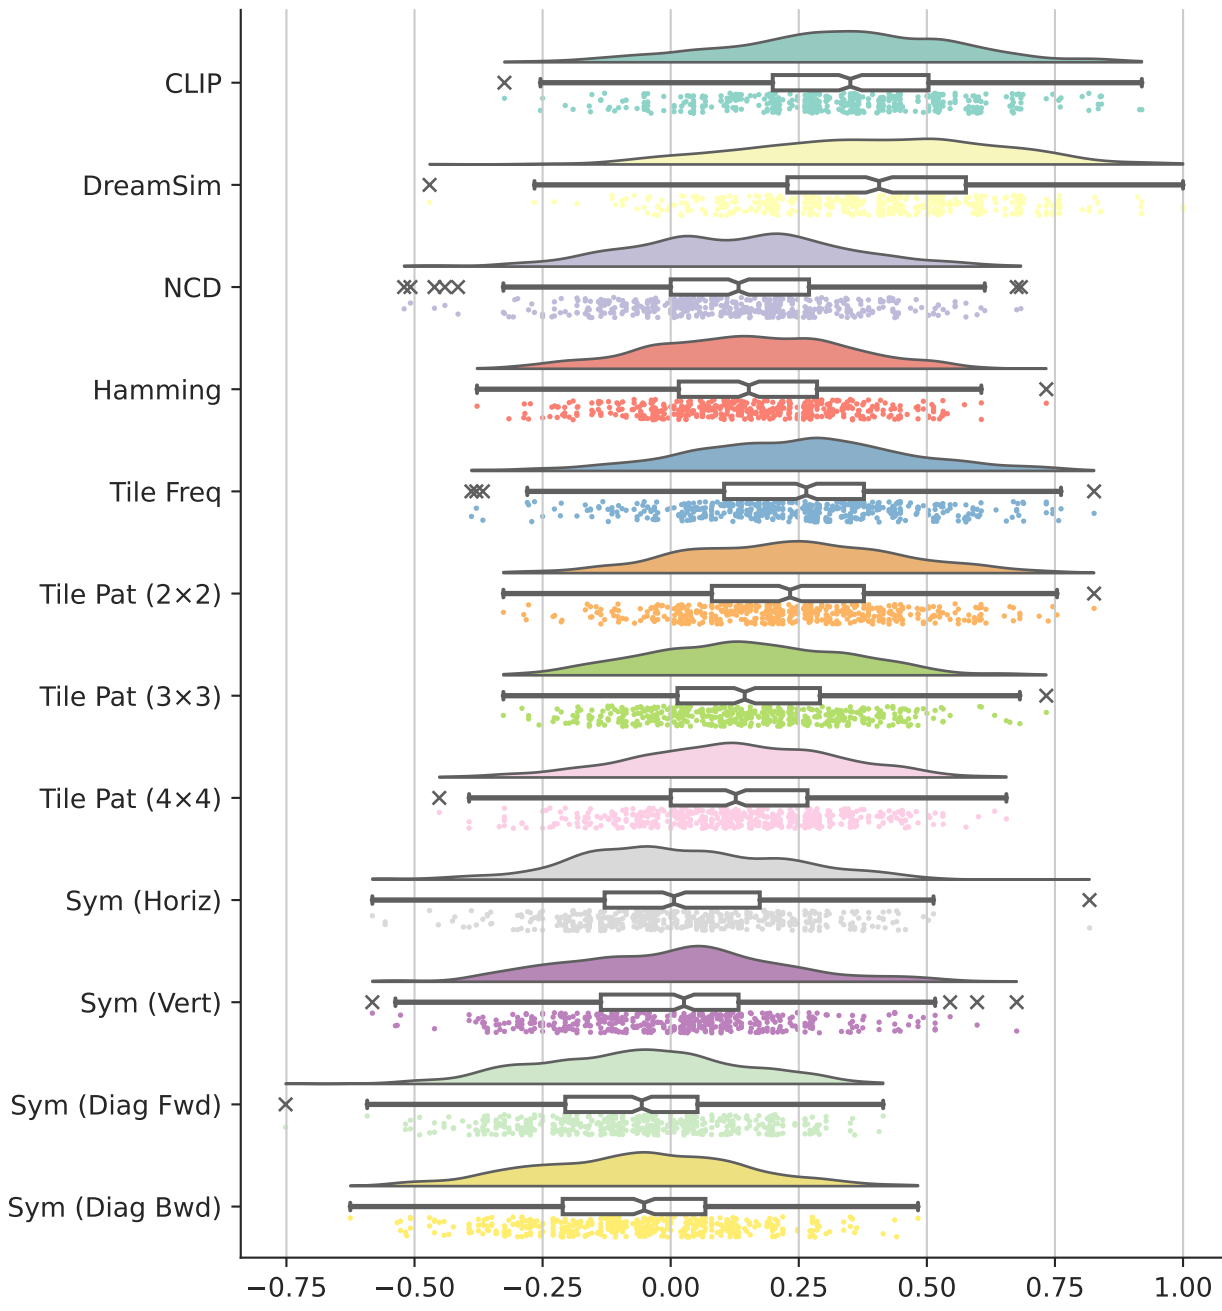 CLIP
DreamSim
NCD
Hamming
Tile Freq
Tile Pat (2×2)
Tile Pat (3×3)
Tile Pat (4×4)
Sym (Horiz)
Sym (Vert)
Sym (Diag Fwd)
Sym (Diag Bwd)
−0.75 −0.50 −0.25 0.00 0.25 0.50 0.75 1.00